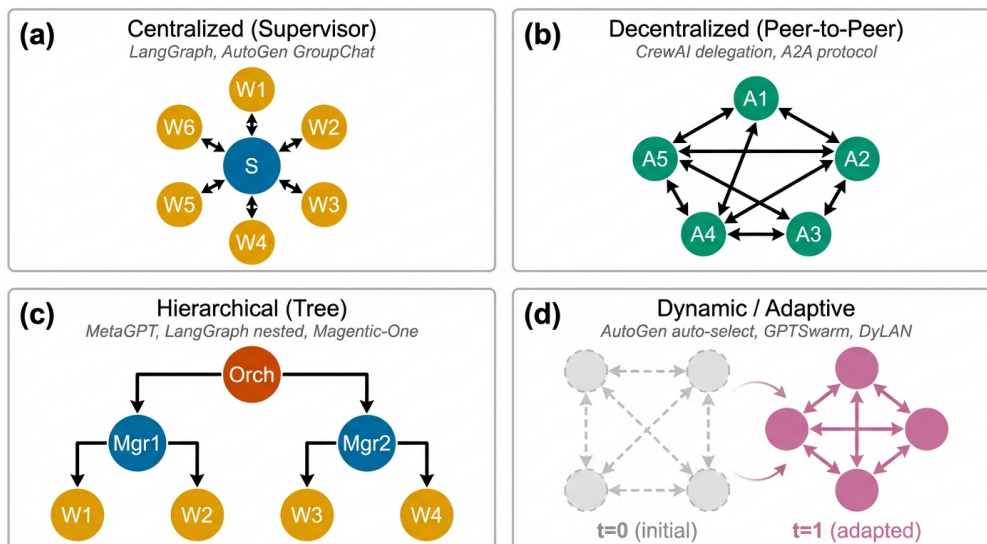 (a)
Centralized (Supervisor)
LangGraph, AutoGen GroupChat
W1
W6
W2
S
W5
W3
W4
(b)
Decentralized (Peer-to-Peer)
CrewAI delegation, A2A protocol
A1
A5
A2
A4
A3
(c)
Hierarchical (Tree)
MetaGPT, LangGraph nested, Magentic-One
Orch
Mgr1
Mgr2
W1
W2
W3
W4
(d)
Dynamic / Adaptive
AutoGen auto-select, GPTSwarm, DyLAN
t=0 (initial)
t=1 (adapted)